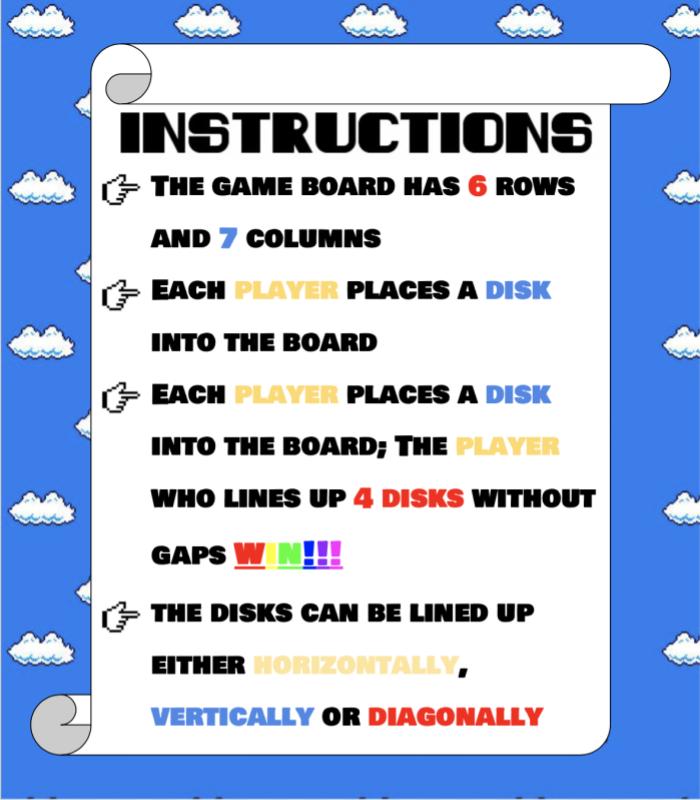 INSTRUCTIONS
THE GAME BOARD HAS 6 ROWS
AND 7 COLUMNS
EACH PLAYER PLACES A DISK
INTO THE BOARD
EACH PLAYER PLACES A DISK
INTO THE BOARD; THE PLAYER
WHO LINES UP 4 DISKS WITHOUT
GAPS WIN!!!
THE DISKS CAN BE LINED UP
EITHER HORIZONTALLY,
VERTICALLY OR DIAGONALLY